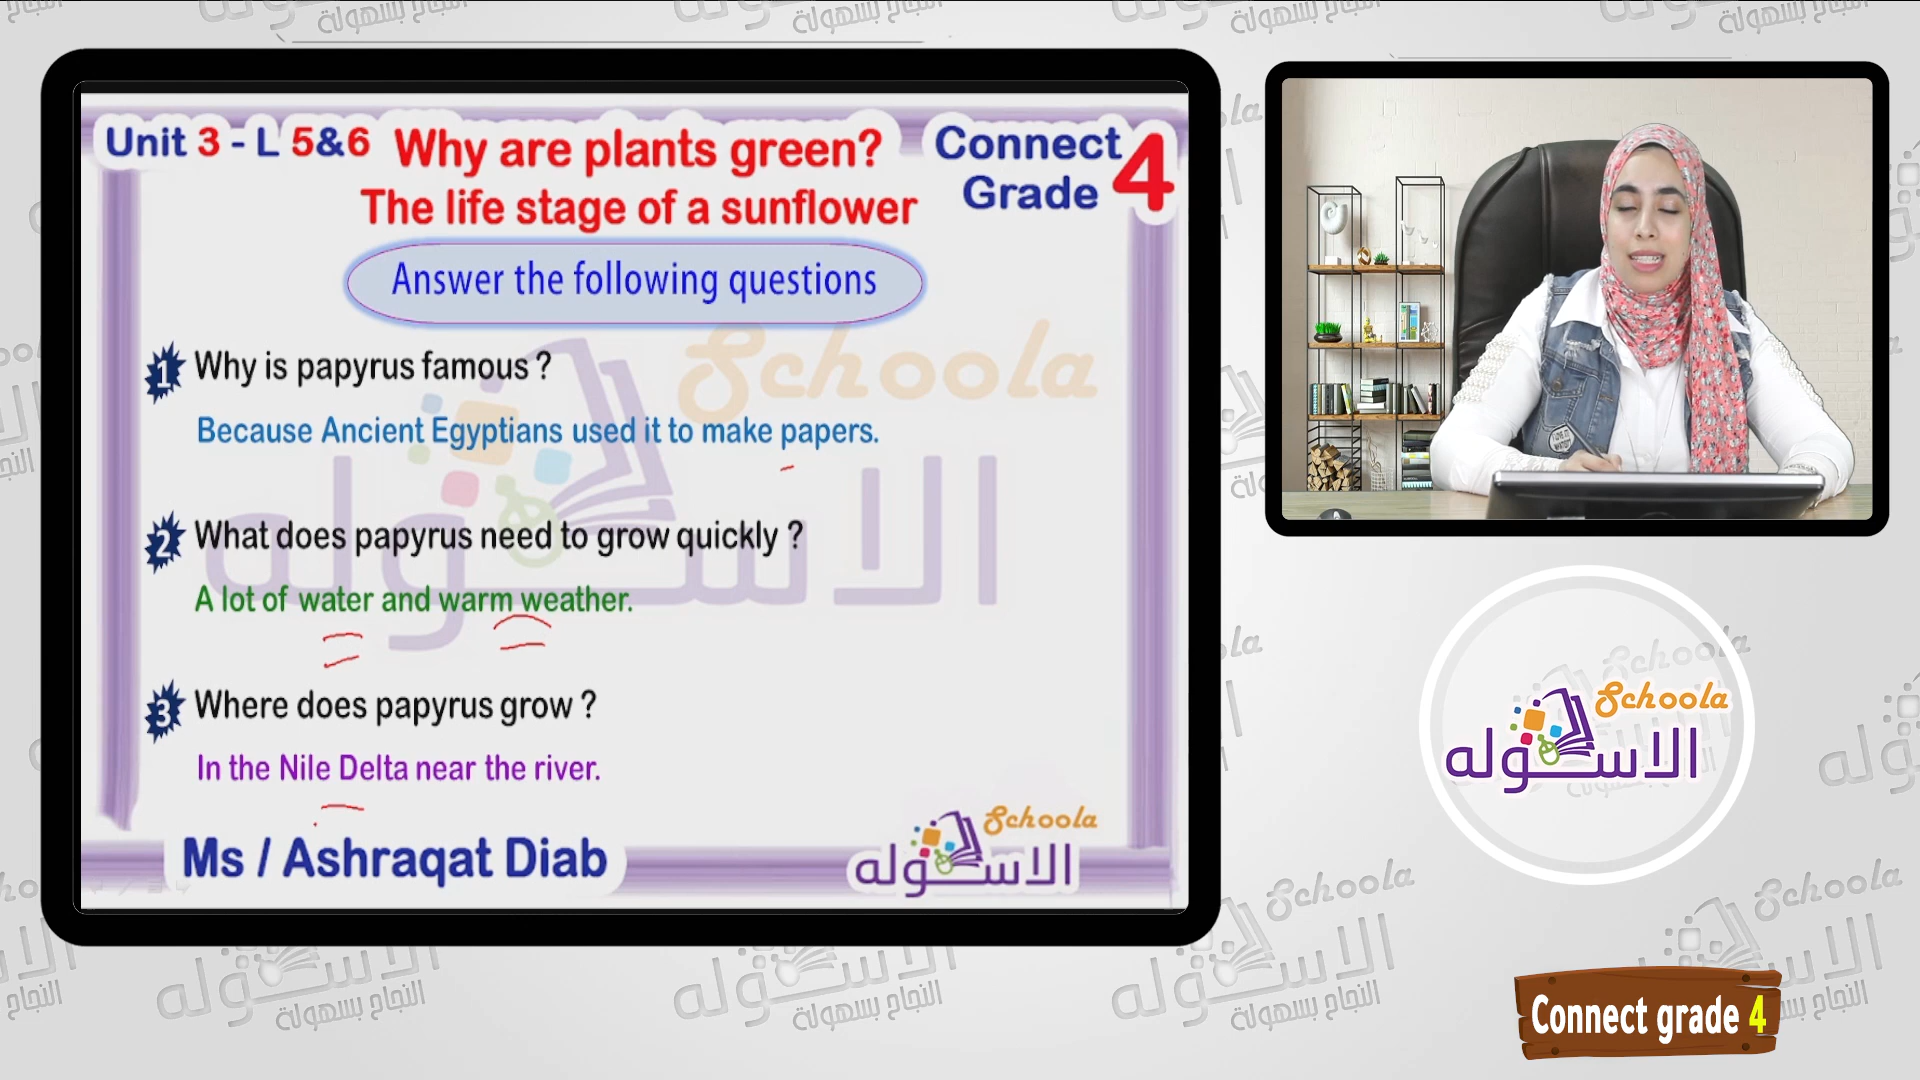 Unit 3 - L 5&6
Why are plants green?
The life stage of a sunflower
Connect
Grade 4
Answer the following questions
1 Why is papyrus famous ?
Because Ancient Egyptians used it to make papers.
2 What does papyrus need to grow quickly ?
A lot of water and warm weather.
3 Where does papyrus grow ?
In the Nile Delta near the river.
Ms / Ashraqat Diab
Schoola
الاسكوله
Schoola
الاسكوله
Connect grade 4
Schoola
الاسكوله
النجاح بسهولة